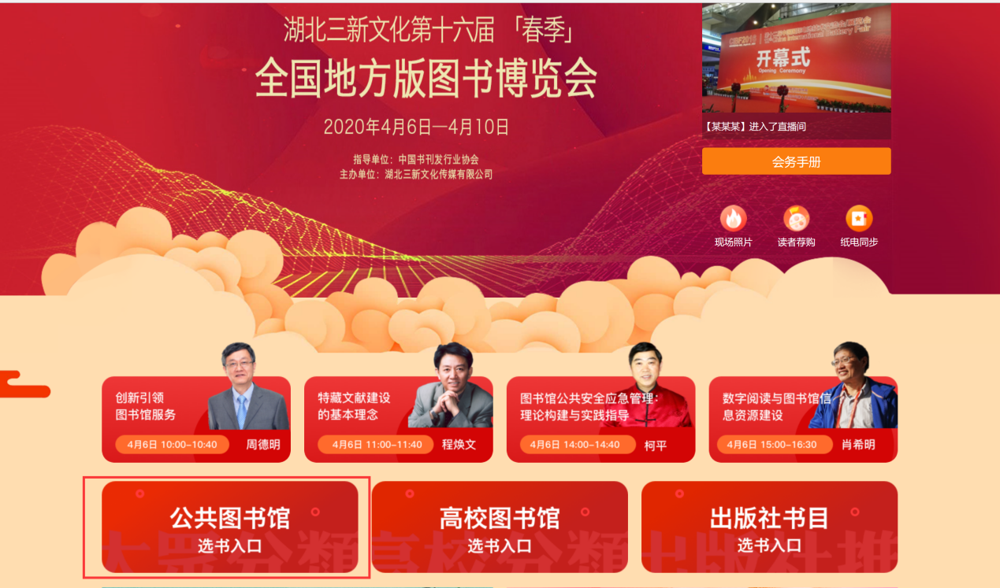 湖北三新文化第十六届「春季」
全国地方版图书博览会
2020年4月6日—4月10日
指导单位：中国书刊发行业协会
主办单位：湖北三新文化传媒有限公司
开幕式
Opening Ceremony
【某某某】进入了直播间
会务手册
现场照片
读者荐购
纸电同步
创新引领
图书馆服务
4月6日 10:00-10:40
周德明
特藏文献建设
的基本理念
4月6日 11:00-11:40
程焕文
图书馆公共安全应急管理：
理论构建与实践指导
4月6日 14:00-14:40
柯平
数字阅读与图书馆信
息资源建设
4月6日 15:00-16:30
肖希明
公共图书馆
选书入口
高校图书馆
选书入口
出版社书目
选书入口